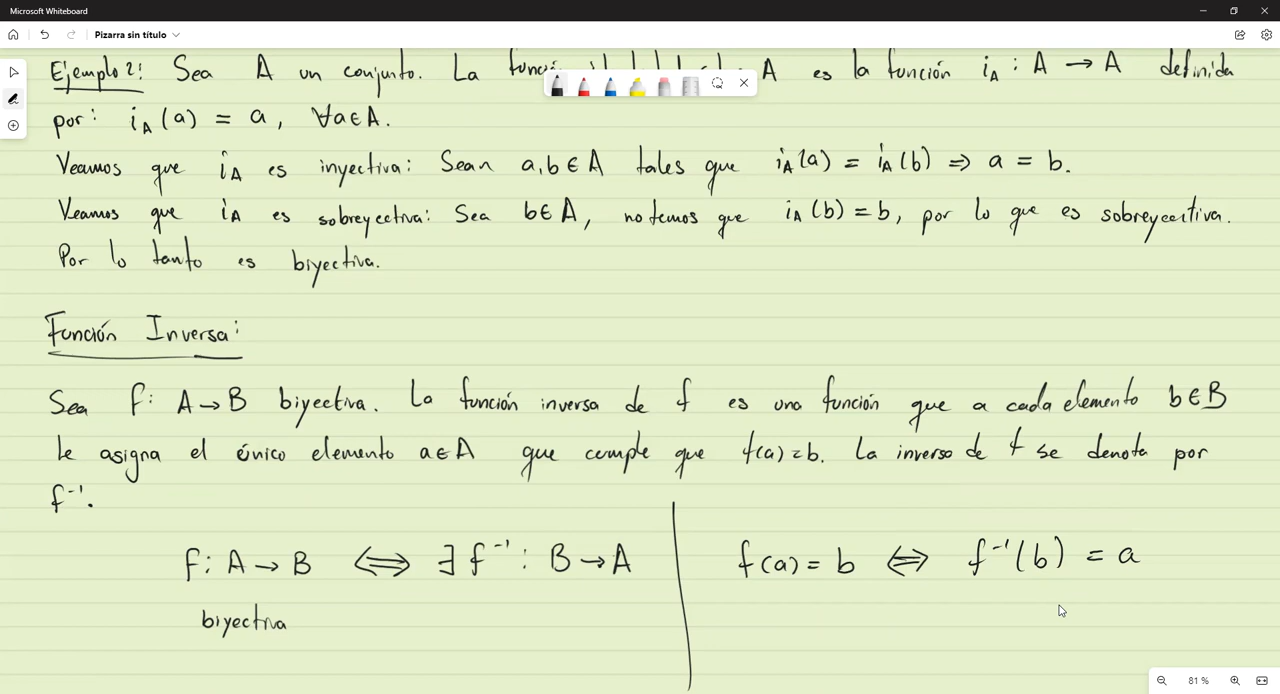 Microsoft Whiteboard
Pizarra sin título
Ejemplo 2: Sea A un conjunto. La A es la función i_A : A → A definida
por: i_A (a) = a, ∀a∈A.
Veamos que i_A es inyectiva: Sean a,b ∈ A tales que i_A (a) = i_A (b) ⇒ a = b.
Veamos que i_A es sobreyectiva: Sea b∈A, notemos que i_A (b) = b, por lo que es sobreyectiva.
Por lo tanto es biyectiva.
Función Inversa:
Sea f: A → B biyectiva. La función inversa de f es una función que a cada elemento b ∈ B
le asigna el único elemento a∈A que cumple que f(a) = b. La inversa de f se denota por
f⁻¹.
f: A → B ⟺ ∃ f⁻¹ : B → A
biyectiva
f(a) = b ⟺ f⁻¹(b) = a
81 %